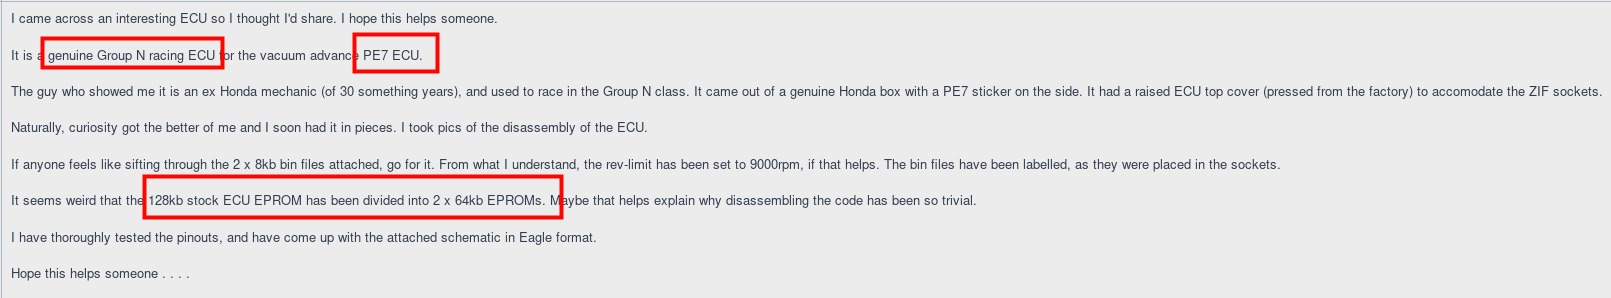 I came across an interesting ECU so I thought I'd share. I hope this helps someone.
It is a genuine Group N racing ECU for the vacuum advance PE7 ECU.
The guy who showed me it is an ex Honda mechanic (of 30 something years), and used to race in the Group N class. It came out of a genuine Honda box with a PE7 sticker on the side. It had a raised ECU top cover (pressed from the factory) to accomodate the ZIF sockets.
Naturally, curiosity got the better of me and I soon had it in pieces. I took pics of the disassembly of the ECU.
If anyone feels like sifting through the 2 x 8kb bin files attached, go for it. From what I understand, the rev-limit has been set to 9000rpm, if that helps. The bin files have been labelled, as they were placed in the sockets.
It seems weird that the 128kb stock ECU EPROM has been divided into 2 x 64kb EPROMs. Maybe that helps explain why disassembling the code has been so trivial.
I have thoroughly tested the pinouts, and have come up with the attached schematic in Eagle format.
Hope this helps someone . . . .